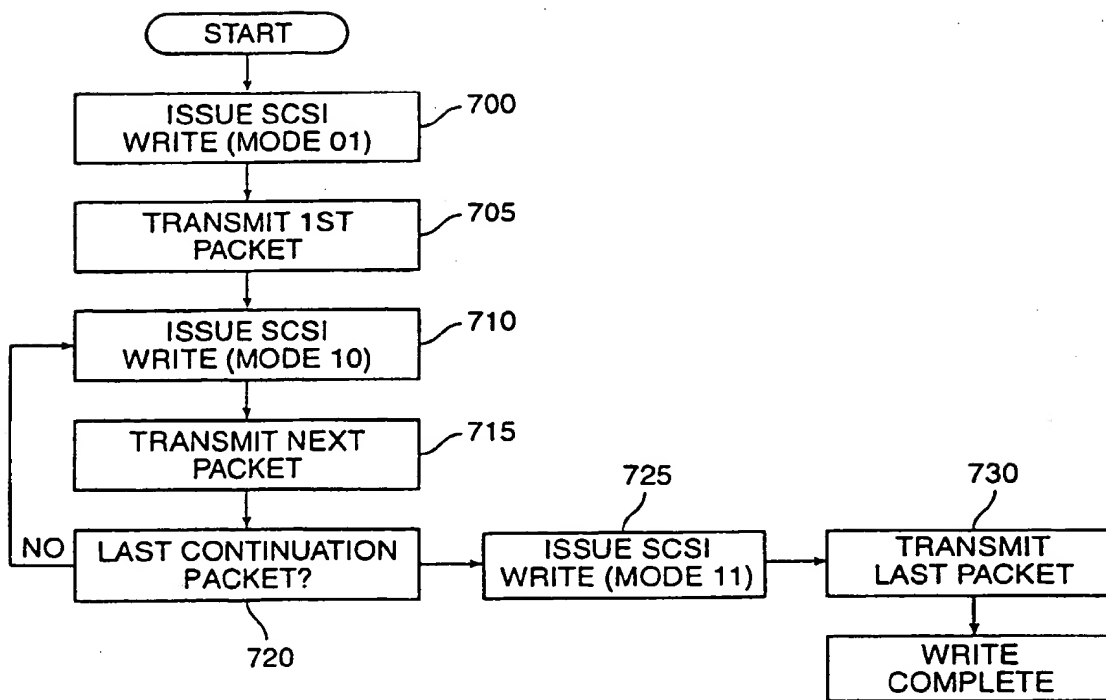 START
ISSUE SCSI
WRITE (MODE 01)
700
TRANSMIT 1ST
PACKET
705
ISSUE SCSI
WRITE (MODE 10)
710
TRANSMIT NEXT
PACKET
715
NO
LAST CONTINUATION
PACKET?
720
725
ISSUE SCSI
WRITE (MODE 11)
730
TRANSMIT
LAST PACKET
WRITE
COMPLETE